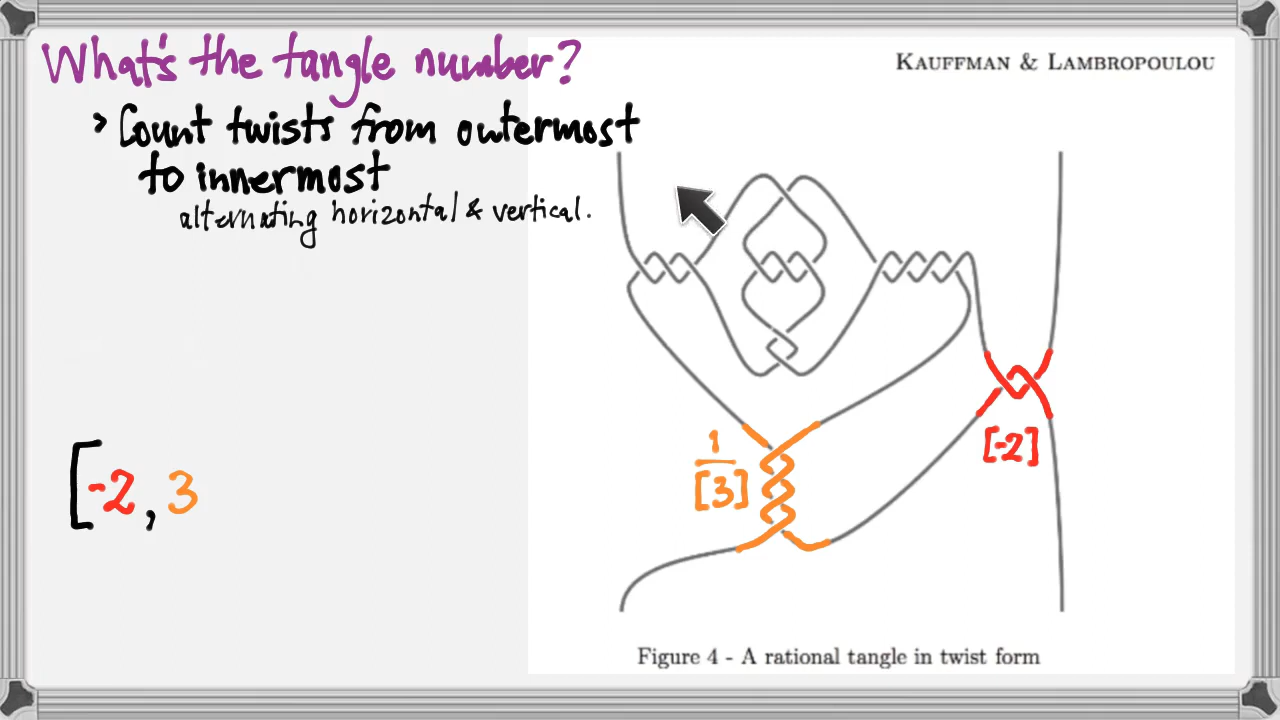 What's the tangle number?
KAUFFMAN & LAMBROPOULOU
> Count twists from outermost
to innermost
alternating horizontal & vertical.
[-2, 3
1
[3]
[-2]
Figure 4 - A rational tangle in twist form